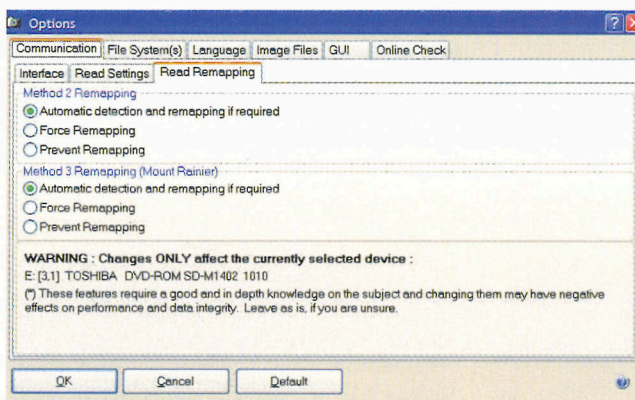 Options
Communication File System(s) Language Image Files GUI Online Check
Interface Read Settings Read Remapping
Method 2 Remapping
Automatic detection and remapping if required
Force Remapping
Prevent Remapping
Method 3 Remapping (Mount Rainier)
Automatic detection and remapping if required
Force Remapping
Prevent Remapping
WARNING : Changes ONLY affect the currently selected device :
E: [3,1] TOSHIBA DVD-ROM SD-M1402 1010
(*) These features require a good and in depth knowledge on the subject and changing them may have negative
effects on performance and data integrity. Leave as is, if you are unsure.
OK Cancel Default